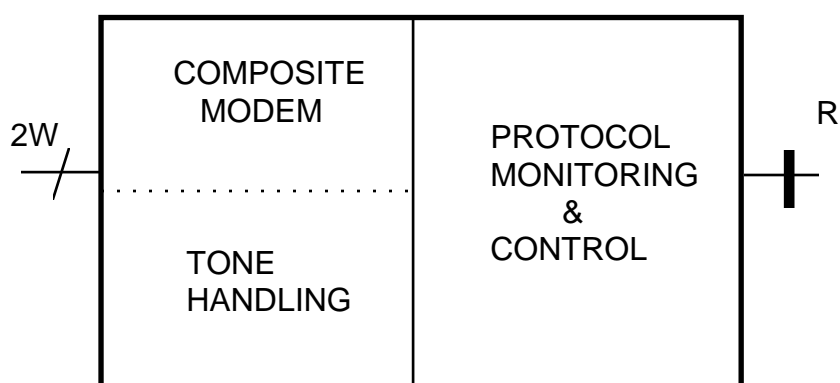 COMPOSITE
MODEM
2W
TONE
HANDLING
PROTOCOL
MONITORING
&
CONTROL
R